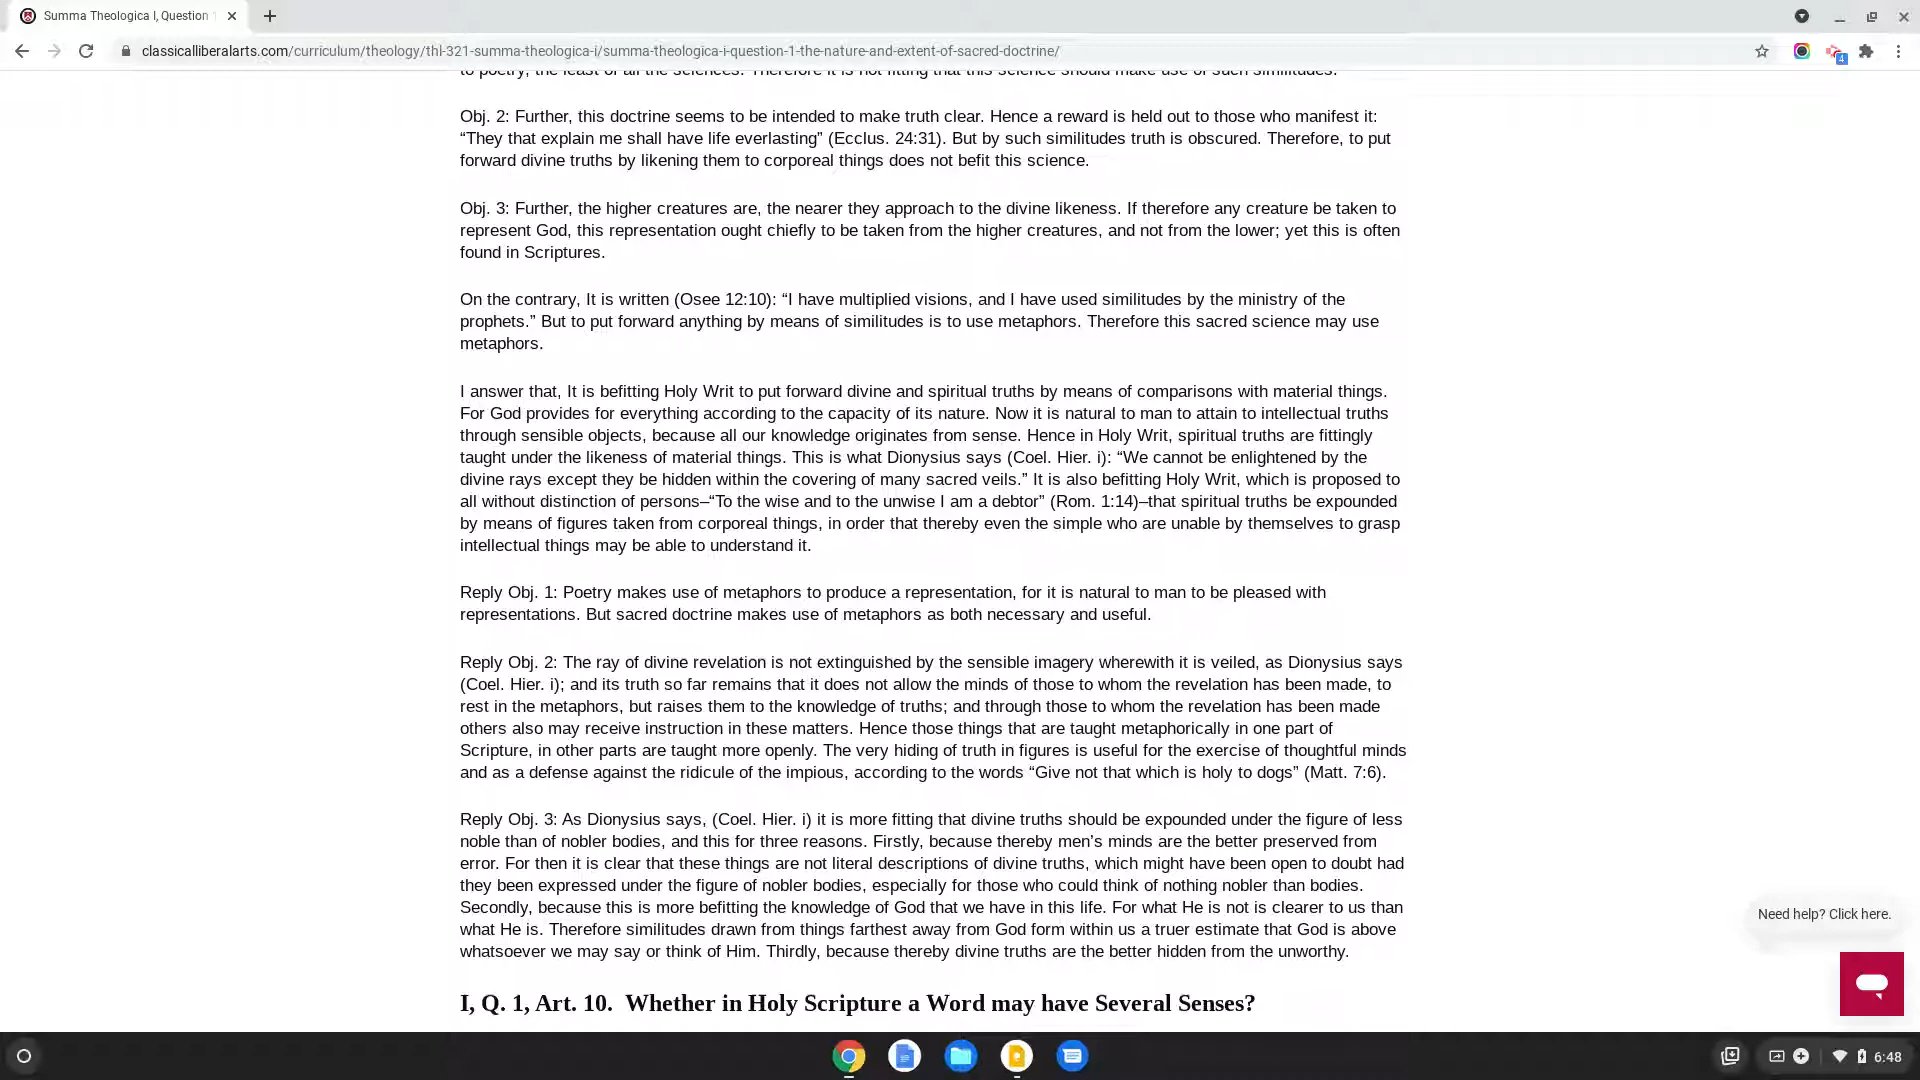 Summa Theologica I, Question 1
classicalliberalarts.com/curriculum/theology/thl-321-summa-theologica-i/summa-theologica-i-question-1-the-nature-and-extent-of-sacred-doctrine/
4
to poetry, the least of all the sciences. Therefore it is not fitting that this science should make use of such similitudes.
Obj. 2: Further, this doctrine seems to be intended to make truth clear. Hence a reward is held out to those who manifest it:
“They that explain me shall have life everlasting” (Ecclus. 24:31). But by such similitudes truth is obscured. Therefore, to put
forward divine truths by likening them to corporeal things does not befit this science.
Obj. 3: Further, the higher creatures are, the nearer they approach to the divine likeness. If therefore any creature be taken to
represent God, this representation ought chiefly to be taken from the higher creatures, and not from the lower; yet this is often
found in Scriptures.
On the contrary, It is written (Osee 12:10): “I have multiplied visions, and I have used similitudes by the ministry of the
prophets.” But to put forward anything by means of similitudes is to use metaphors. Therefore this sacred science may use
metaphors.
I answer that, It is befitting Holy Writ to put forward divine and spiritual truths by means of comparisons with material things.
For God provides for everything according to the capacity of its nature. Now it is natural to man to attain to intellectual truths
through sensible objects, because all our knowledge originates from sense. Hence in Holy Writ, spiritual truths are fittingly
taught under the likeness of material things. This is what Dionysius says (Coel. Hier. i): “We cannot be enlightened by the
divine rays except they be hidden within the covering of many sacred veils.” It is also befitting Holy Writ, which is proposed to
all without distinction of persons–“To the wise and to the unwise I am a debtor” (Rom. 1:14)–that spiritual truths be expounded
by means of figures taken from corporeal things, in order that thereby even the simple who are unable by themselves to grasp
intellectual things may be able to understand it.
Reply Obj. 1: Poetry makes use of metaphors to produce a representation, for it is natural to man to be pleased with
representations. But sacred doctrine makes use of metaphors as both necessary and useful.
Reply Obj. 2: The ray of divine revelation is not extinguished by the sensible imagery wherewith it is veiled, as Dionysius says
(Coel. Hier. i); and its truth so far remains that it does not allow the minds of those to whom the revelation has been made, to
rest in the metaphors, but raises them to the knowledge of truths; and through those to whom the revelation has been made
others also may receive instruction in these matters. Hence those things that are taught metaphorically in one part of
Scripture, in other parts are taught more openly. The very hiding of truth in figures is useful for the exercise of thoughtful minds
and as a defense against the ridicule of the impious, according to the words “Give not that which is holy to dogs” (Matt. 7:6).
Reply Obj. 3: As Dionysius says, (Coel. Hier. i) it is more fitting that divine truths should be expounded under the figure of less
noble than of nobler bodies, and this for three reasons. Firstly, because thereby men’s minds are the better preserved from
error. For then it is clear that these things are not literal descriptions of divine truths, which might have been open to doubt had
they been expressed under the figure of nobler bodies, especially for those who could think of nothing nobler than bodies.
Secondly, because this is more befitting the knowledge of God that we have in this life. For what He is not is clearer to us than
what He is. Therefore similitudes drawn from things farthest away from God form within us a truer estimate that God is above
whatsoever we may say or think of Him. Thirdly, because thereby divine truths are the better hidden from the unworthy.
Need help? Click here.
I, Q. 1, Art. 10.  Whether in Holy Scripture a Word may have Several Senses?
6:48